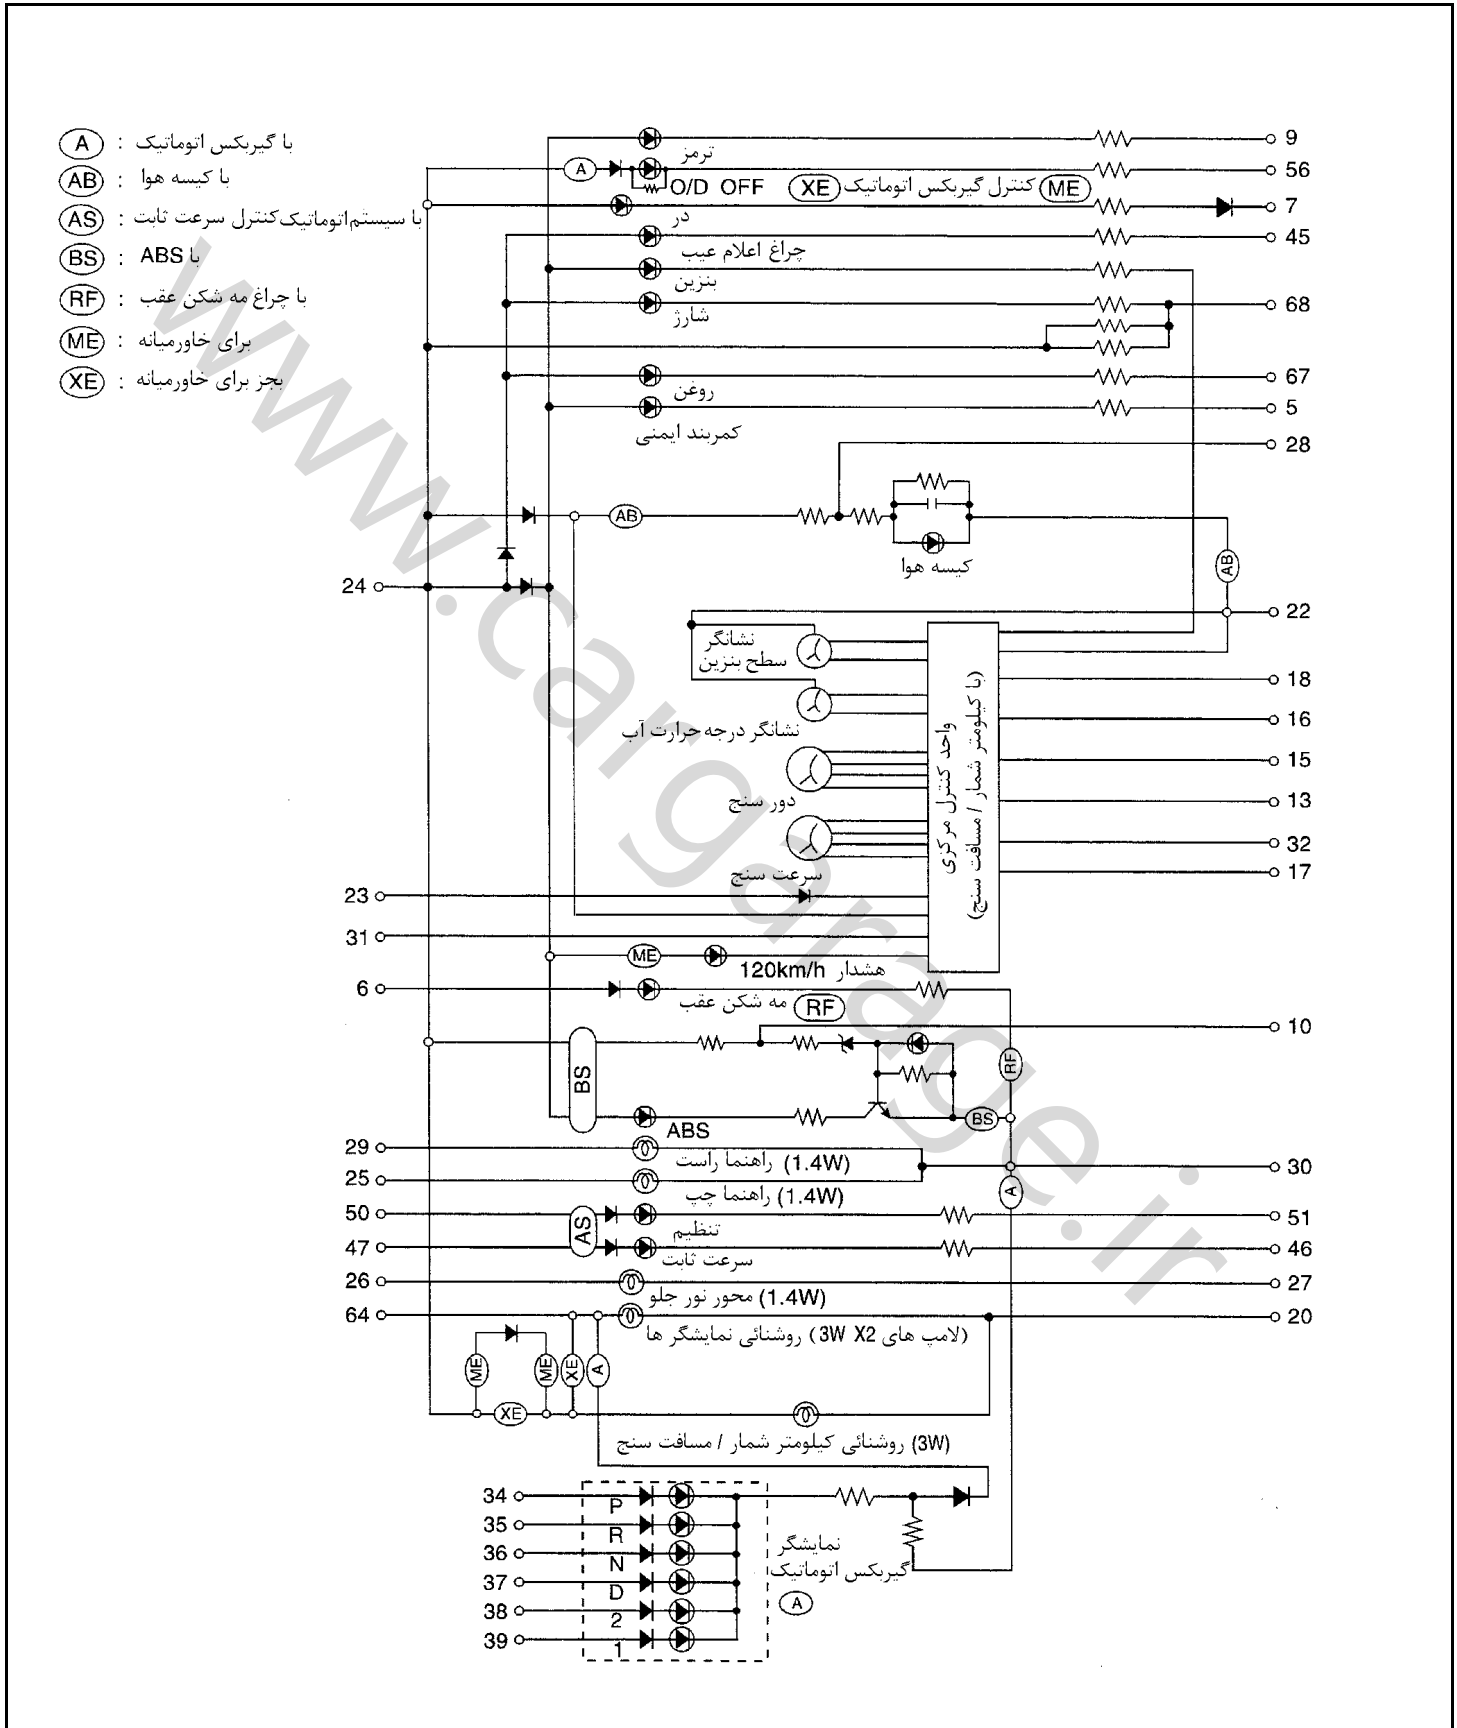 A : با گیربکس اتوماتیک
AB : با کیسه هوا
AS : با سیستم اتوماتیک کنترل سرعت ثابت
BS : با ABS
RF : با چراغ مه شکن عقب
ME : برای خاورمیانه
XE : بجز برای خاورمیانه
9
ترمز
A
56
O/D OFF
XE کنترل گیربکس اتوماتیک ME
7
در
45
چراغ اعلام عیب
بنزین
68
شارژ
67
روغن
5
کمربند ایمنی
28
AB
کیسه هوا
AB
24
22
نشانگر
سطح بنزین
18
نشانگر درجه حرارت آب
16
15
دور سنج
13
32
سرعت سنج
17
واحد کنترل مرکزی
(با کیلومتر شمار / مسافت سنج)
23
31
ME
هشدار 120km/h
6
مه شکن عقب RF
10
BS
RF
ABS
BS
29
راهنما راست (1.4W)
30
25
راهنما چپ (1.4W)
A
50
AS
تنظیم
51
47
سرعت ثابت
46
26
محور نور جلو (1.4W)
27
64
روشنائی نمایشگر ها (لامپ های 3W X2)
20
ME
ME
XE
A
XE
روشنائی کیلومتر شمار / مسافت سنج (3W)
34
P
35
R
36
N
37
D
38
2
39
1
نمایشگر
گیربکس اتوماتیک
A
www.cargarage.ir